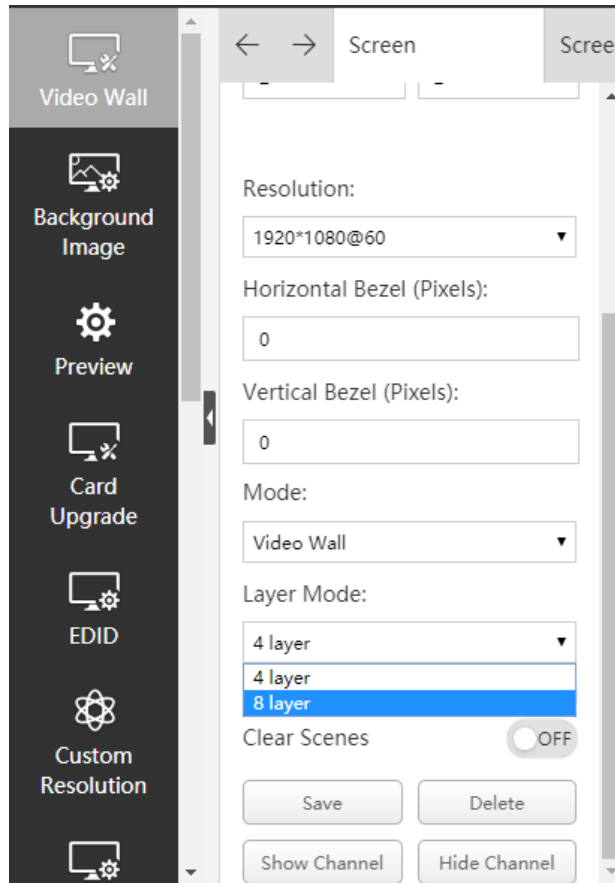 Video Wall
Background
Image
Preview
Card
Upgrade
EDID
Custom
Resolution
← → Screen Scree
Resolution:
1920*1080@60
Horizontal Bezel (Pixels):
0
Vertical Bezel (Pixels):
0
Mode:
Video Wall
Layer Mode:
4 layer
4 layer
8 layer
Clear Scenes OFF
Save Delete
Show Channel Hide Channel